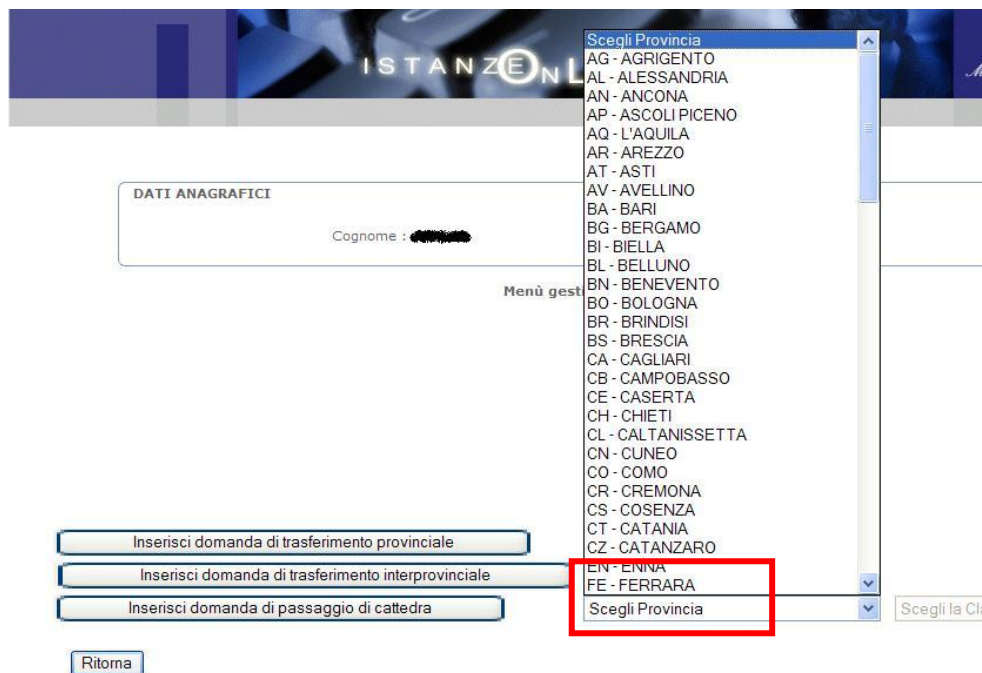 ISTANZE ONL
DATI ANAGRAFICI
Cognome :
Menù gesti
Scegli Provincia
AG - AGRIGENTO
AL - ALESSANDRIA
AN - ANCONA
AP - ASCOLI PICENO
AQ - L'AQUILA
AR - AREZZO
AT - ASTI
AV - AVELLINO
BA - BARI
BG - BERGAMO
BI - BIELLA
BL - BELLUNO
BN - BENEVENTO
BO - BOLOGNA
BR - BRINDISI
BS - BRESCIA
CA - CAGLIARI
CB - CAMPOBASSO
CE - CASERTA
CH - CHIETI
CL - CALTANISSETTA
CN - CUNEO
CO - COMO
CR - CREMONA
CS - COSENZA
CT - CATANIA
CZ - CATANZARO
EN - ENNA
FE - FERRARA
Inserisci domanda di trasferimento provinciale
Inserisci domanda di trasferimento interprovinciale
Inserisci domanda di passaggio di cattedra
Scegli Provincia
Scegli la Cl
Ritorna